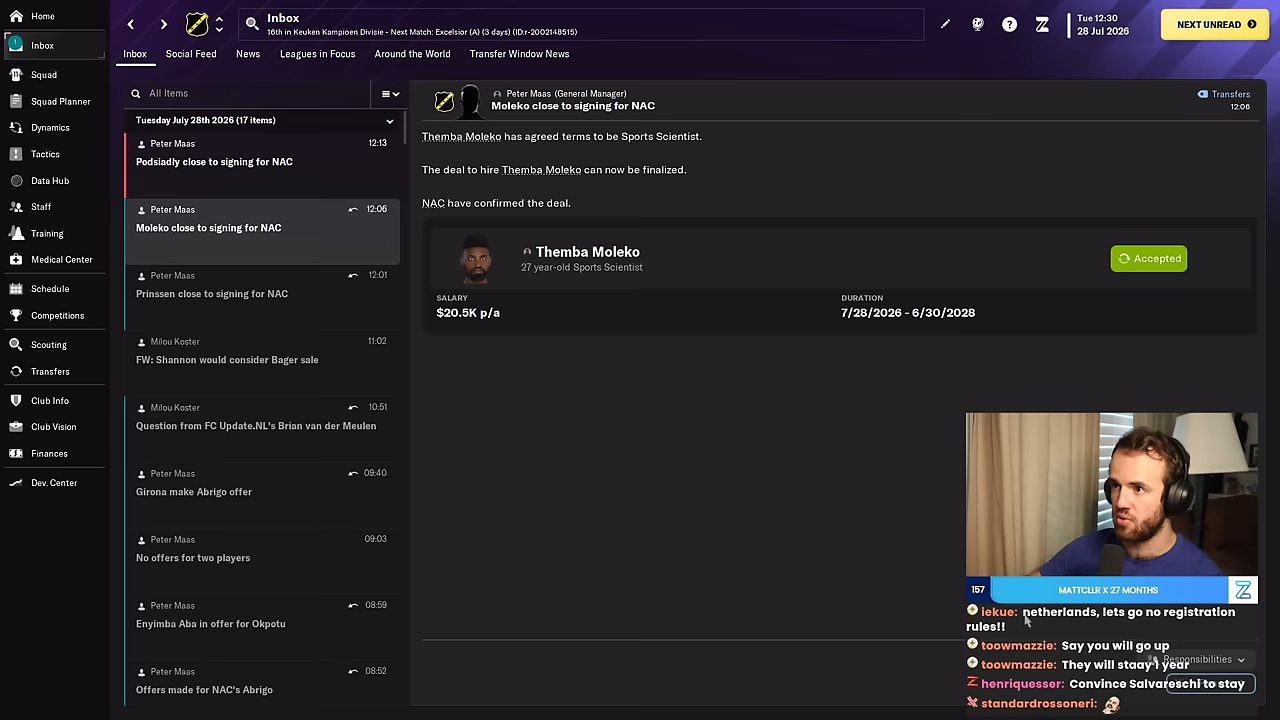 Home
Inbox
Squad
Squad Planner
Dynamics
Tactics
Data Hub
Staff
Training
Medical Center
Schedule
Competitions
Scouting
Transfers
Club Info
Club Vision
Finances
Dev. Center
Inbox
16th in Keuken Kampioen Divisie - Next Match: Excelsior (A) (3 days) (ID:r-2002148515)
Tue 12:30
28 Jul 2026
NEXT UNREAD
Inbox
Social Feed
News
Leagues in Focus
Around the World
Transfer Window News
All Items
Tuesday July 28th 2026 (17 items)
Peter Maas 12:13
Podsiadly close to signing for NAC
Peter Maas 12:06
Moleko close to signing for NAC
Peter Maas 12:01
Prinssen close to signing for NAC
Milou Koster 11:02
FW: Shannon would consider Bager sale
Milou Koster 10:51
Question from FC Update.NL's Brian van der Meulen
Peter Maas 09:40
Girona make Abrigo offer
Peter Maas 09:03
No offers for two players
Peter Maas 08:59
Enyimba Aba in offer for Okpotu
Peter Maas 08:52
Offers made for NAC's Abrigo
Peter Maas (General Manager)
Moleko close to signing for NAC
Transfers
12:06
Themba Moleko has agreed terms to be Sports Scientist.
The deal to hire Themba Moleko can now be finalized.
NAC have confirmed the deal.
Themba Moleko
27 year-old Sports Scientist
Accepted
SALARY
$20.5K p/a
DURATION
7/28/2026 - 6/30/2028
157
MATTCLLR X 27 MONTHS
iekue: netherlands, lets go no registration
rules!!
toowmazzie: Say you will go up
Responsibilities
toowmazzie: They will staay 1 year
henriquesser: Convince Salvareschi to stay
standardrossoneri: